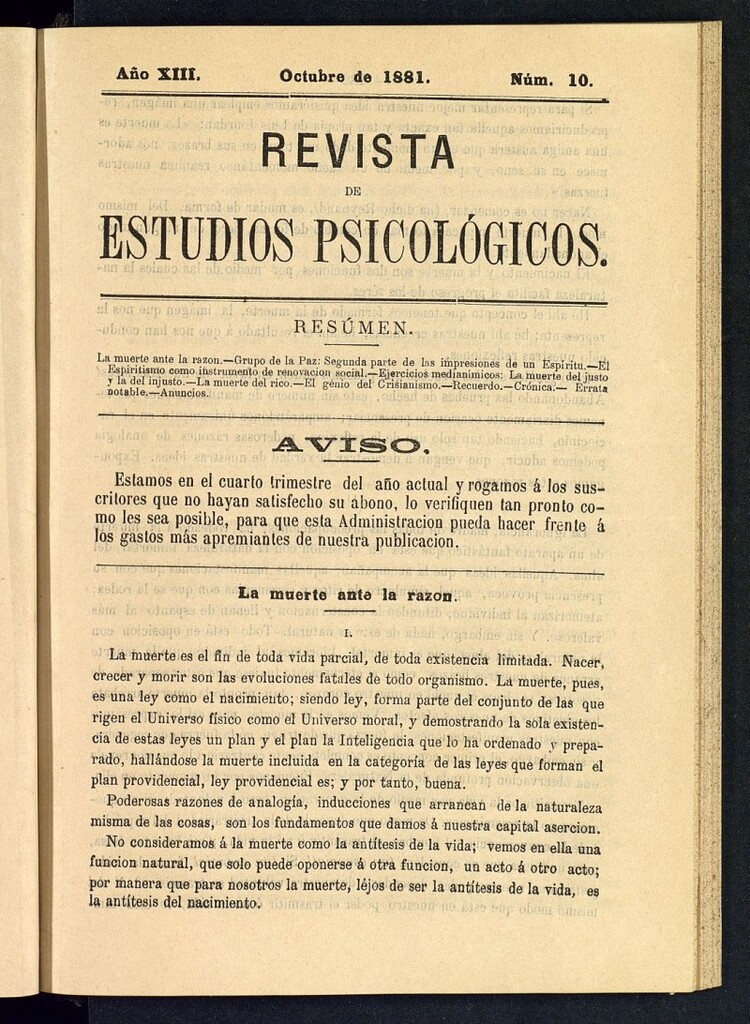 Año XIII. Octubre de 1881. Núm. 10.
REVISTA
DE
ESTUDIOS PSICOLÓGICOS.
RESÚMEN.
La muerte ante la razon.—Grupo de la Paz: Segunda parte de las impresiones de un Espíritu.—El
Espiritismo como instrumento de renovacion social.—Ejercicios medianimicos: La muerte del justo
y la del injusto.—La muerte del rico.—El génio del Crisianismo.—Recuerdo.—Crónica.— Errata
notable.—Anuncios.
AVISO.
Estamos en el cuarto trimestre del año actual y rogamos á los sus-
critores que no hayan satisfecho su abono, lo verifiquen tan pronto co-
mo les sea posible, para que esta Administracion pueda hacer frente á
los gastos más apremiantes de nuestra publicacion.
La muerte ante la razon.
I.
La muerte es el fin de toda vida parcial, de toda existencia limitada. Nacer,
crecer y morir son las evoluciones fatales de todo organismo. La muerte, pues,
es una ley como el nacimiento; siendo ley, forma parte del conjunto de las que
rigen el Universo físico como el Universo moral, y demostrando la sola existen-
cia de estas leyes un plan y el plan la Inteligencia que lo ha ordenado y prepa-
rado, hallándose la muerte incluida en la categoría de las leyes que forman el
plan providencial, ley providencial es; y por tanto, buena.
Poderosas razones de analogía, inducciones que arrancan de la naturaleza
misma de las cosas, son los fundamentos que damos á nuestra capital asercion.
No consideramos á la muerte como la antítesis de la vida; vemos en ella una
funcion natural, que solo puede oponerse á otra funcion, un acto á otro acto;
por manera que para nosotros la muerte, léjos de ser la antítesis de la vida, es
la antítesis del nacimiento.